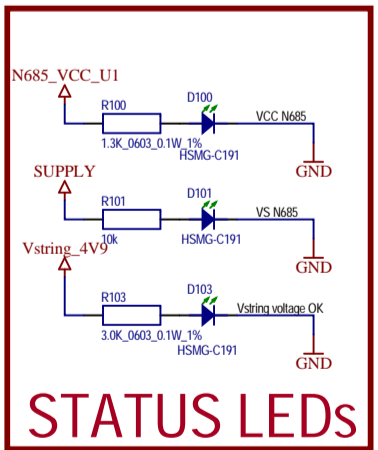 N685_VCC_U1
D100
R100
VCC N685
1.3K_0603_0.1W_1%
HSMG-C191
GND
SUPPLY
D101
R101
VS N685
10k
HSMG-C191
GND
Vstring_4V9
D103
R103
Vstring voltage OK
3.0K_0603_0.1W_1%
HSMG-C191
GND
STATUS LEDs